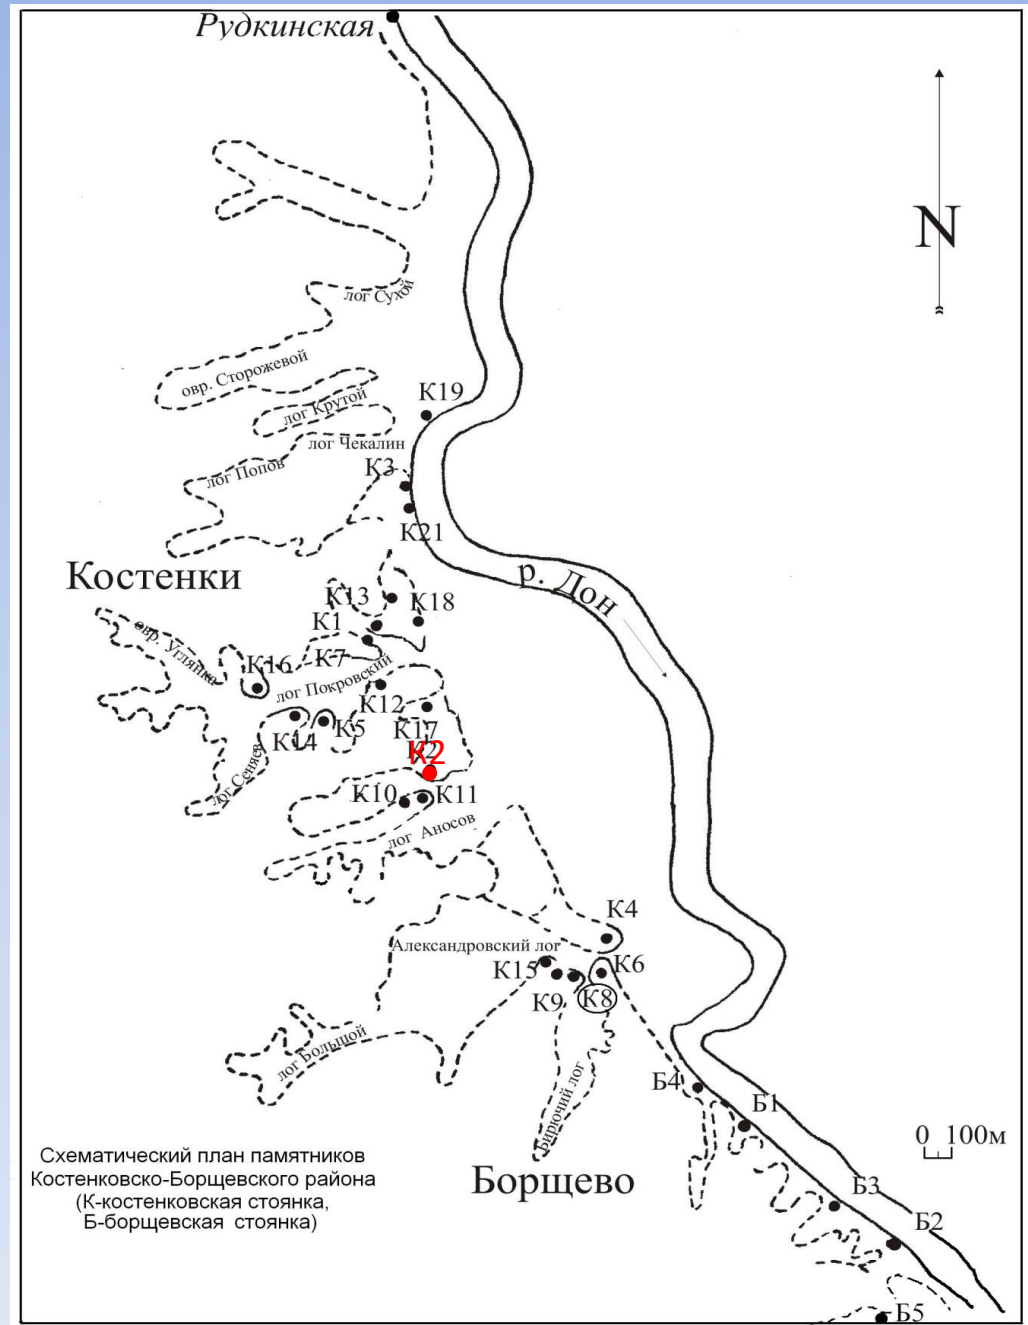 Рудкинская
N
лог Сухой
овр. Сторожевой
К19
лог Крутой
лог Чекалин
К3
лог Попов
К21
р. Дон
Костенки
К13
К18
К1
овр. Углянка
К7
К16
лог Покровский
К12
К5
К17
К14
К2
К2
лог Сеняев
К10
К11
лог Аносов
К4
Александровский лог
К15
К6
К9
К8
лог Большой
Бирючий лог
Б4
Б1
0 100м
Схематический план памятников
Костенковско-Борщевского района
(К-костенковская стоянка,
Б-борщевская стоянка)
Борщево
Б3
Б2
Б5